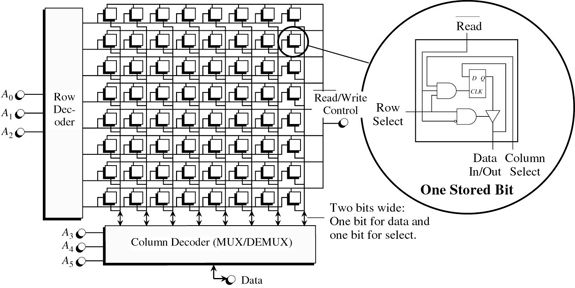 Row
Dec-
oder
A0
A1
A2
Read/Write
Control
Two bits wide:
One bit for data and
one bit for select.
A3
A4
A5
Column Decoder (MUX/DEMUX)
Data
Read
D Q
CLK
Row
Select
Data
In/Out
Column
Select
One Stored Bit